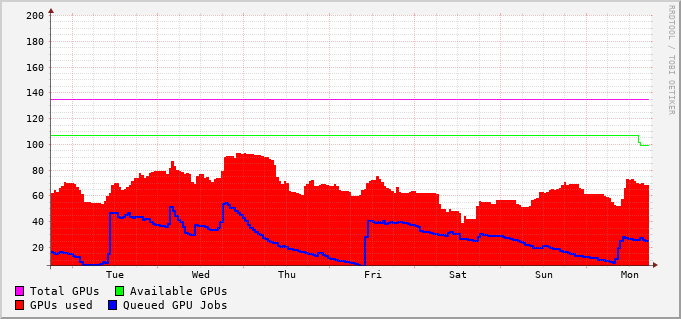 RRDTOOL / TOBI OETIKER
200
180
160
140
120
100
80
60
40
20
Tue Wed Thu Fri Sat Sun Mon
Total GPUs Available GPUs
GPUs used Queued GPU Jobs